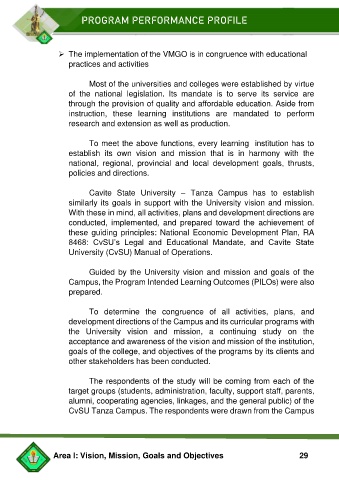 PROGRAM PERFORMANCE PROFILE
➢ The implementation of the VMGO is in congruence with educational
practices and activities
Most of the universities and colleges were established by virtue
of the national legislation. Its mandate is to serve its service are
through the provision of quality and affordable education. Aside from
instruction, these learning institutions are mandated to perform
research and extension as well as production.
To meet the above functions, every learning institution has to
establish its own vision and mission that is in harmony with the
national, regional, provincial and local development goals, thrusts,
policies and directions.
Cavite State University – Tanza Campus has to establish
similarly its goals in support with the University vision and mission.
With these in mind, all activities, plans and development directions are
conducted, implemented, and prepared toward the achievement of
these guiding principles: National Economic Development Plan, RA
8468: CvSU's Legal and Educational Mandate, and Cavite State
University (CvSU) Manual of Operations.
Guided by the University vision and mission and goals of the
Campus, the Program Intended Learning Outcomes (PILOs) were also
prepared.
To determine the congruence of all activities, plans, and
development directions of the Campus and its curricular programs with
the University vision and mission, a continuing study on the
acceptance and awareness of the vision and mission of the institution,
goals of the college, and objectives of the programs by its clients and
other stakeholders has been conducted.
The respondents of the study will be coming from each of the
target groups (students, administration, faculty, support staff, parents,
alumni, cooperating agencies, linkages, and the general public) of the
CvSU Tanza Campus. The respondents were drawn from the Campus
Area I: Vision, Mission, Goals and Objectives 29